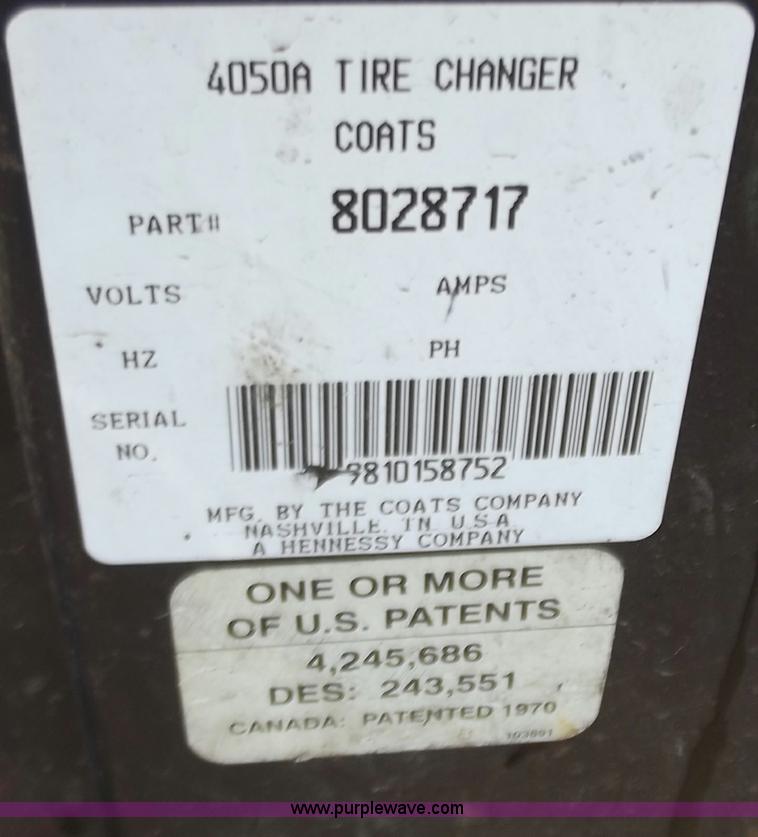 4050A TIRE CHANGER
COATS
PART# 8028717
VOLTS AMPS
HZ PH
SERIAL
NO.
9810158752
MFG. BY THE COATS COMPANY
NASHVILLE. TN U.S.A
A HENNESSY COMPANY
ONE OR MORE
OF U.S. PATENTS
4,245,686
DES: 243,551
CANADA: PATENTED 1970
www.purplewave.com